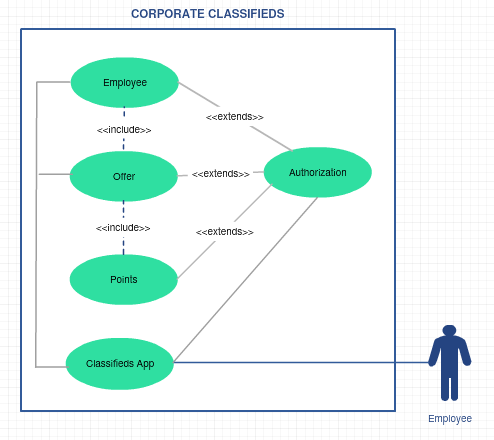 CORPORATE CLASSIFIEDS
Employee
<<extends>>
<<include>>
Offer
<<extends>>
Authorization
<<include>>
<<extends>>
Points
Classifieds App
Employee